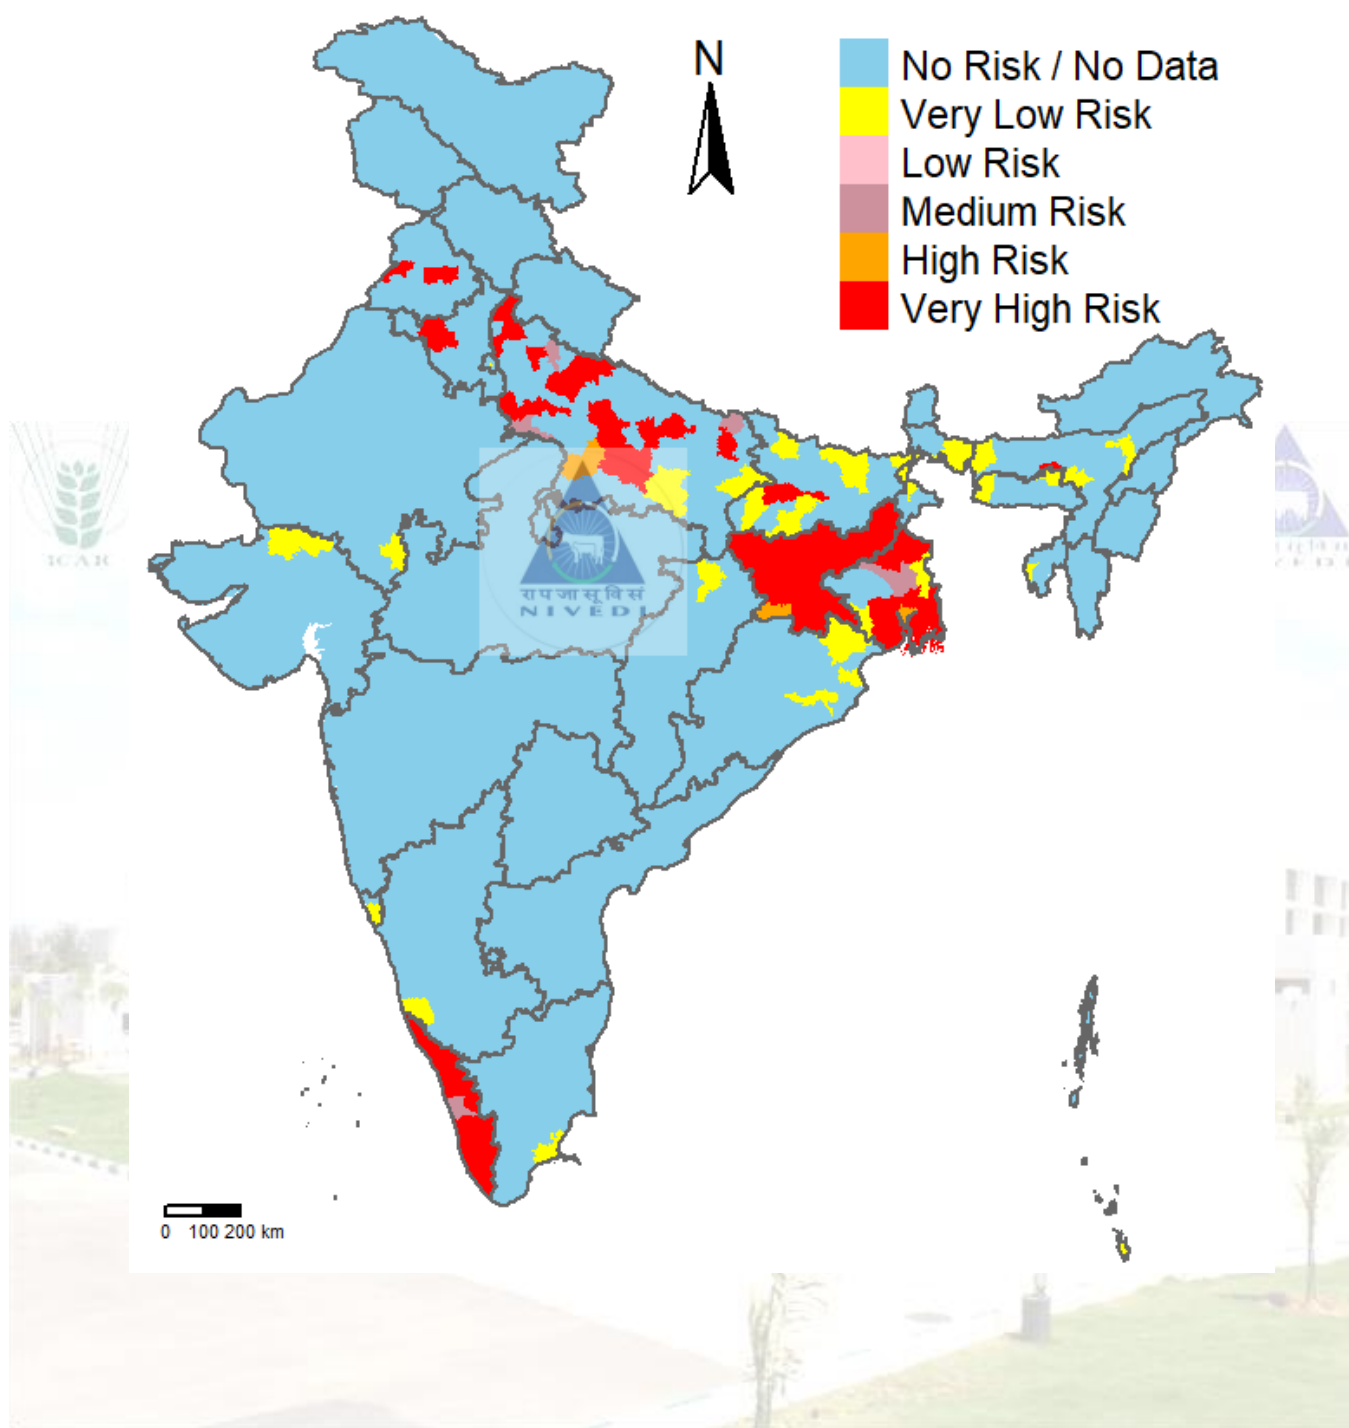 N
No Risk / No Data
Very Low Risk
Low Risk
Medium Risk
High Risk
Very High Risk
ICAR
रा प जा सू वि सं
NIVEDI
0 100 200 km